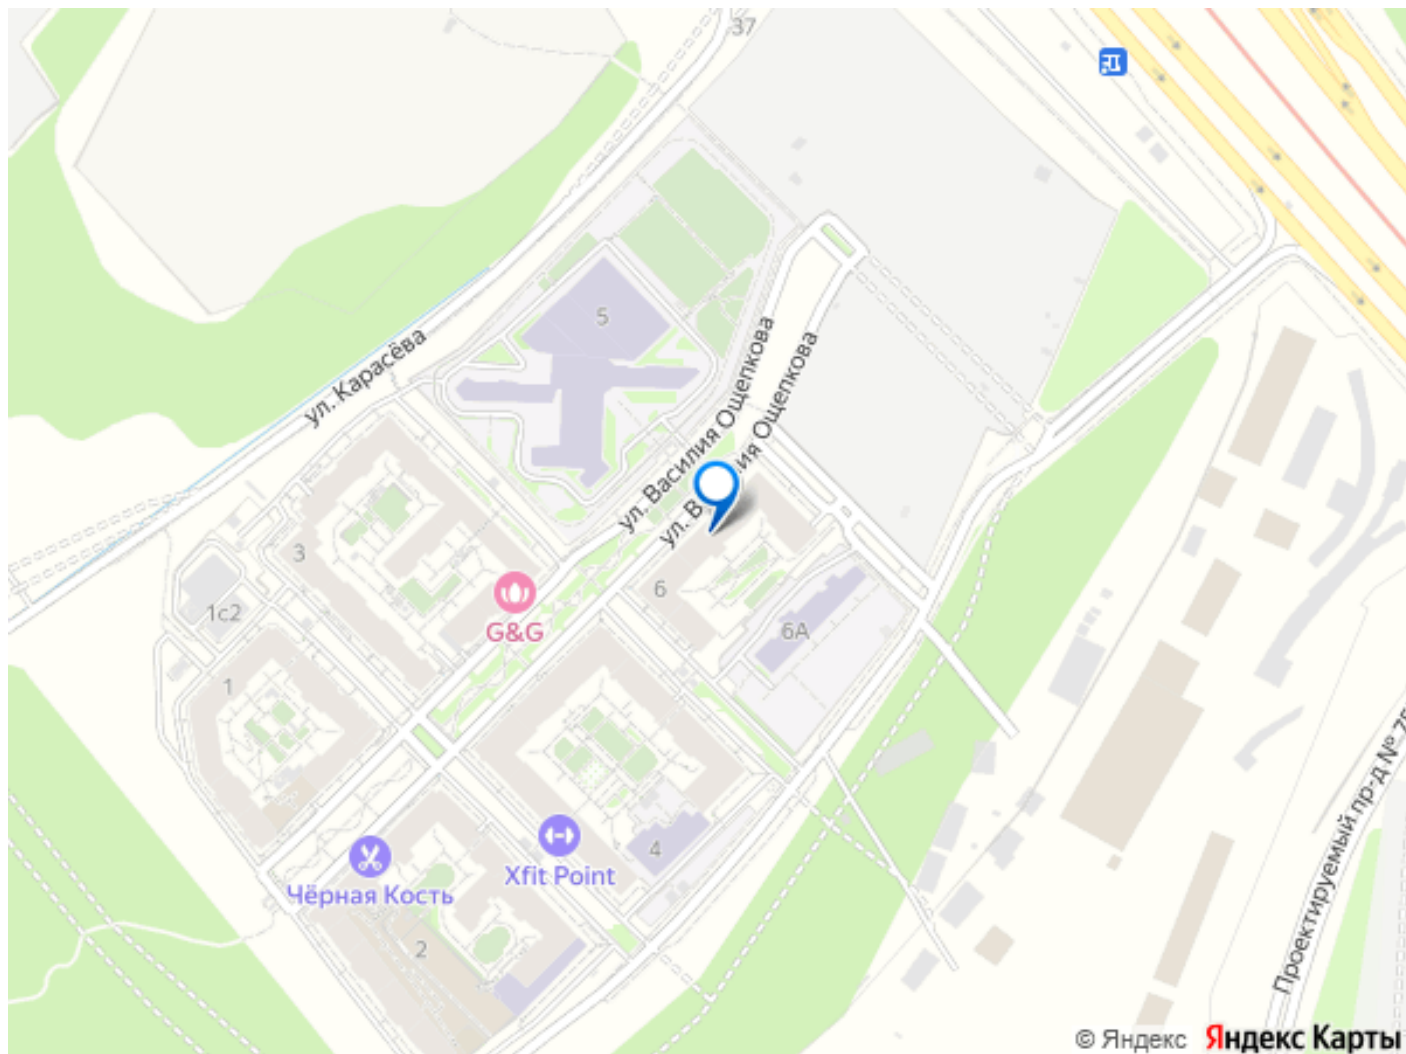 37
5
ул. Карасёва
ул. Василия Ощепкова
ул. В
ия Ощепкова
3
1с2
G&G
6
6А
1
Xfit Point
4
Чёрная Кость
2
Проектируемый пр-д №
© Яндекс Яндекс Карты